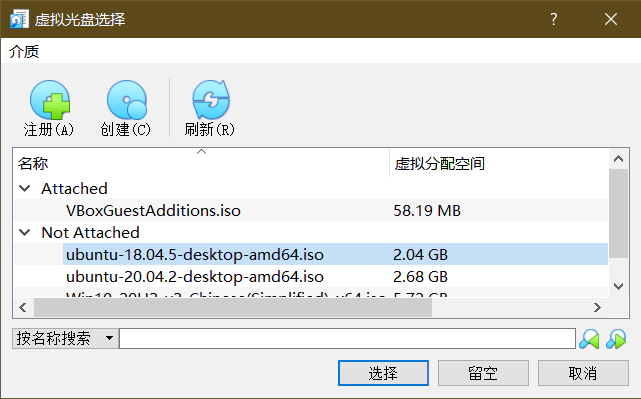 虚拟光盘选择
介质
注册(A) 创建(C) 刷新(R)
名称 虚拟分配空间
Attached
VBoxGuestAdditions.iso 58.19 MB
Not Attached
ubuntu-18.04.5-desktop-amd64.iso 2.04 GB
ubuntu-20.04.2-desktop-amd64.iso 2.68 GB
Win10_20H2_v2_Chinese(Simplified)_x64.iso 5.73 GB
按名称搜索
选择 留空 取消